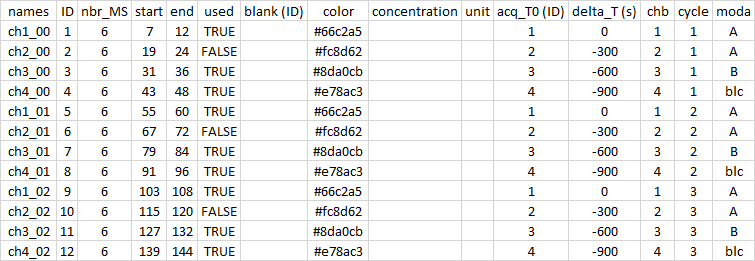 names ID nbr_MS start end used blank (ID) color concentration unit acq_T0 (ID) delta_T (s) chb cycle moda
ch1_00 1 6 7 12 TRUE #66c2a5 1 0 1 1 A
ch2_00 2 6 19 24 FALSE #fc8d62 2 -300 2 1 A
ch3_00 3 6 31 36 TRUE #8da0cb 3 -600 3 1 B
ch4_00 4 6 43 48 TRUE #e78ac3 4 -900 4 1 blc
ch1_01 5 6 55 60 TRUE #66c2a5 1 0 1 2 A
ch2_01 6 6 67 72 FALSE #fc8d62 2 -300 2 2 A
ch3_01 7 6 79 84 TRUE #8da0cb 3 -600 3 2 B
ch4_01 8 6 91 96 TRUE #e78ac3 4 -900 4 2 blc
ch1_02 9 6 103 108 TRUE #66c2a5 1 0 1 3 A
ch2_02 10 6 115 120 FALSE #fc8d62 2 -300 2 3 A
ch3_02 11 6 127 132 TRUE #8da0cb 3 -600 3 3 B
ch4_02 12 6 139 144 TRUE #e78ac3 4 -900 4 3 blc